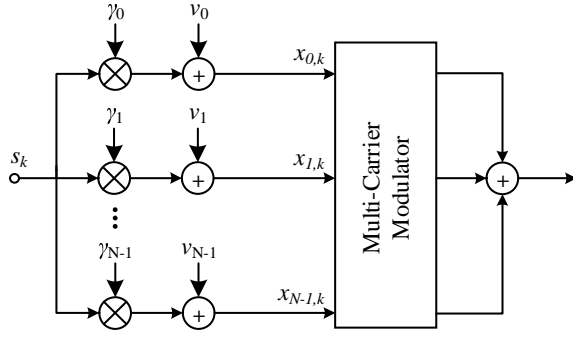 γ0 v0
x0,k
γ1 v1
sk
x1,k
γN-1 vN-1
xN-1,k
Multi-Carrier
Modulator